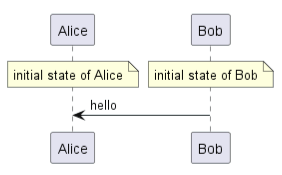 Alice Bob
initial state of Alice initial state of Bob
hello
Alice Bob